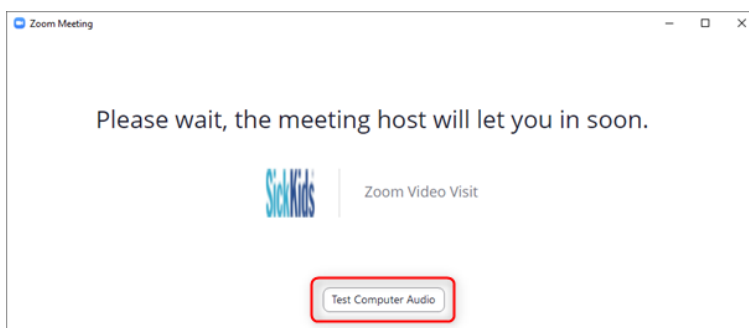 Zoom Meeting
Please wait, the meeting host will let you in soon.
SickKids
Zoom Video Visit
Test Computer Audio